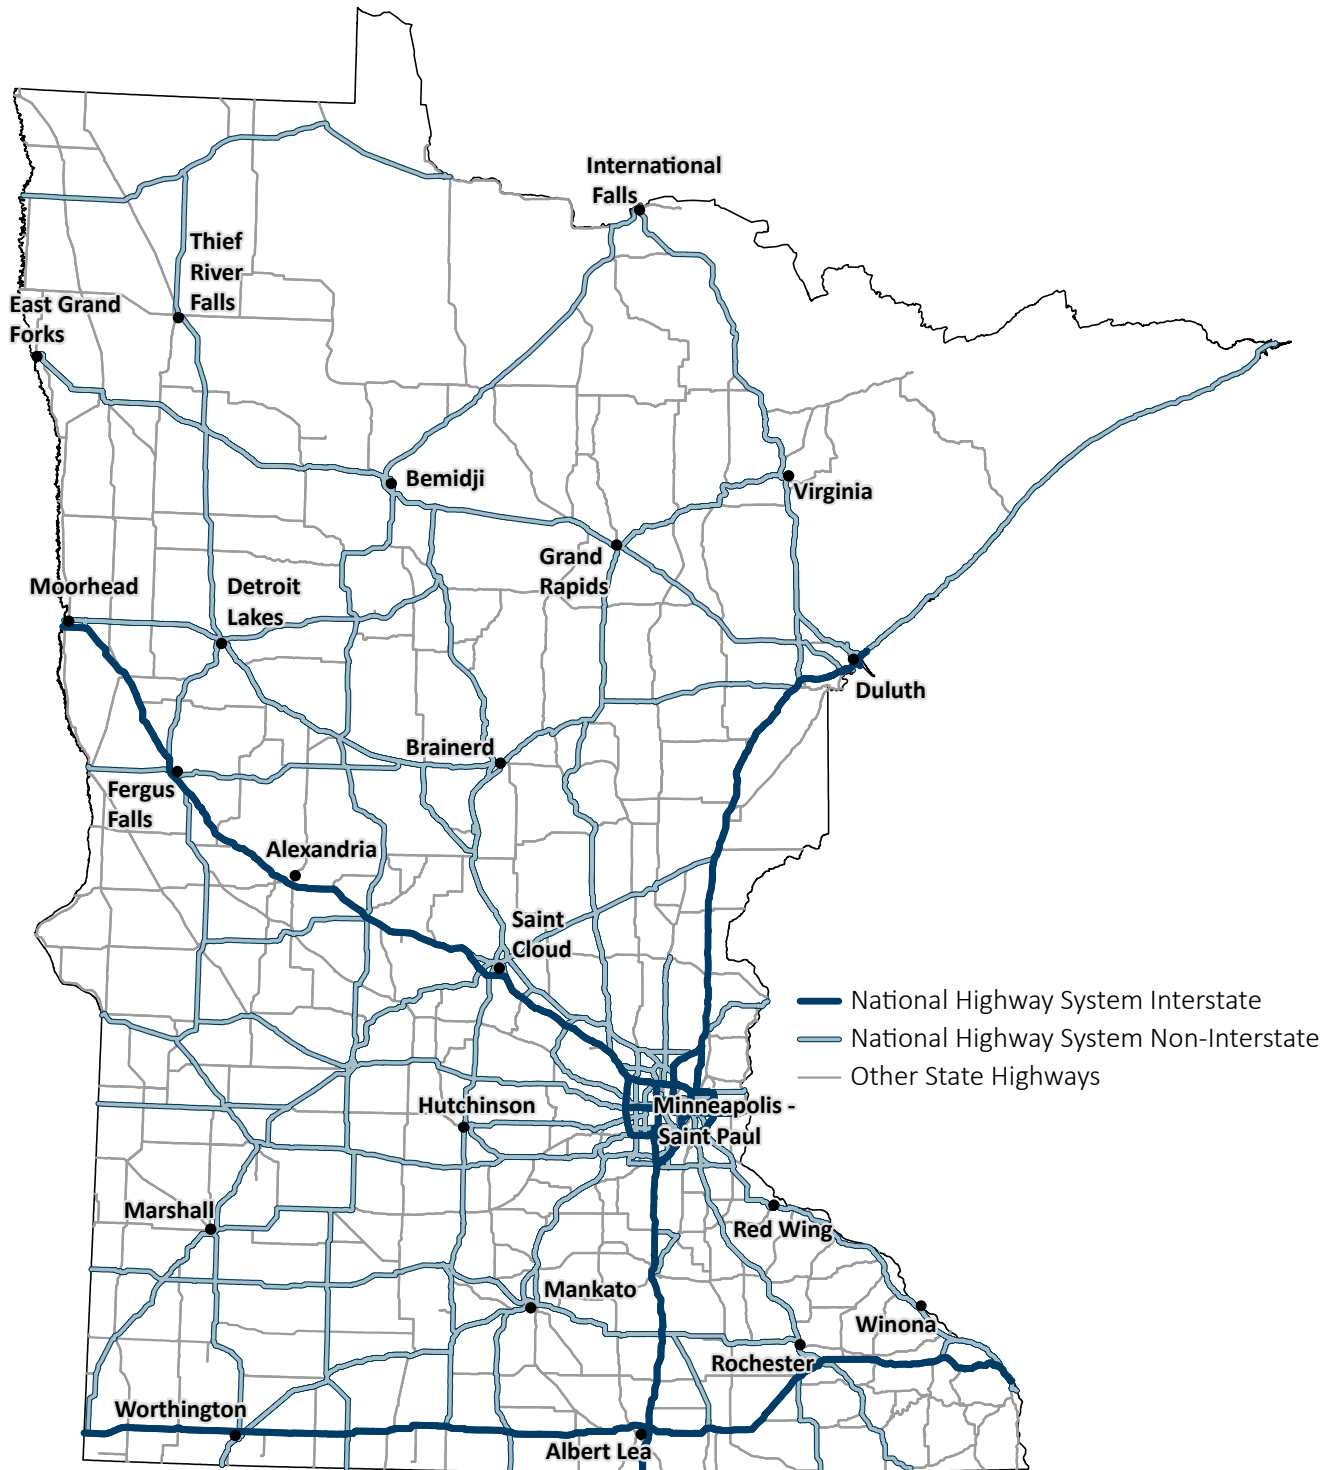 International
Falls
Thief
River
Falls
East Grand
Forks
Bemidji
Virginia
Grand
Rapids
Moorhead
Detroit
Lakes
Duluth
Brainerd
Fergus
Falls
Alexandria
Saint
Cloud
National Highway System Interstate
National Highway System Non-Interstate
Other State Highways
Hutchinson
Minneapolis -
Saint Paul
Marshall
Red Wing
Mankato
Winona
Rochester
Worthington
Albert Lea